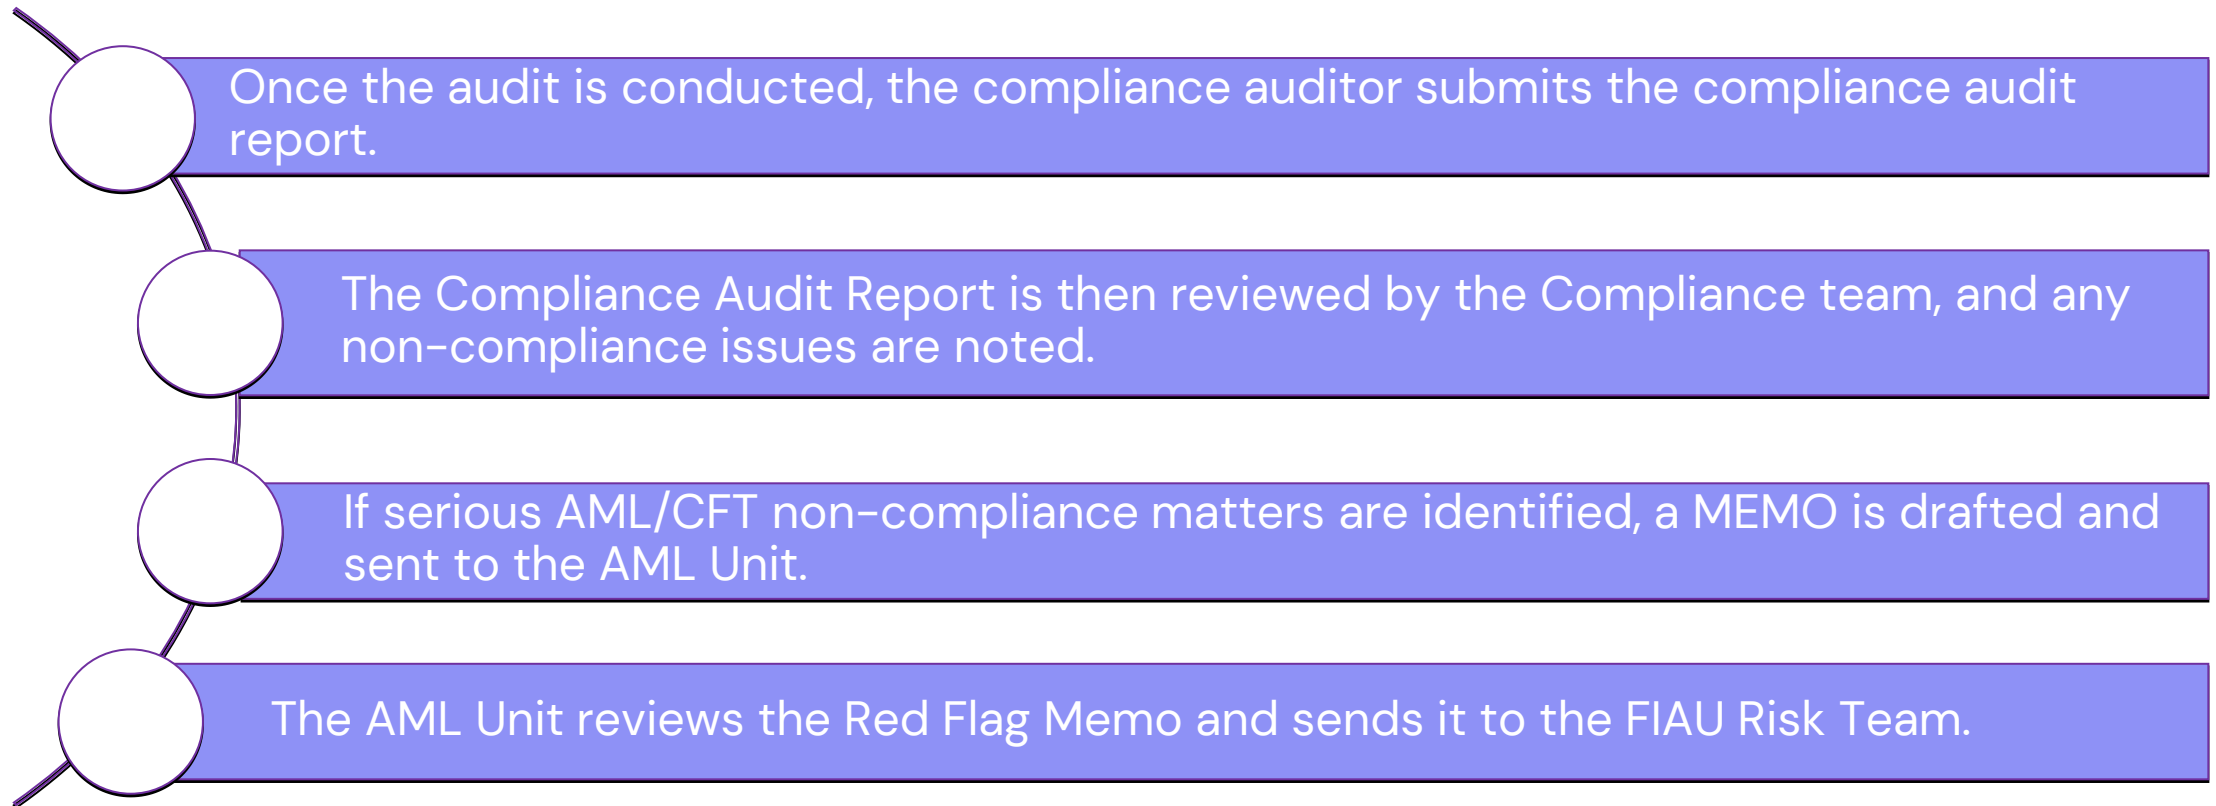 Once the audit is conducted, the compliance auditor submits the compliance audit
report.
The Compliance Audit Report is then reviewed by the Compliance team, and any
non-compliance issues are noted.
If serious AML/CFT non-compliance matters are identified, a MEMO is drafted and
sent to the AML Unit.
The AML Unit reviews the Red Flag Memo and sends it to the FIAU Risk Team.